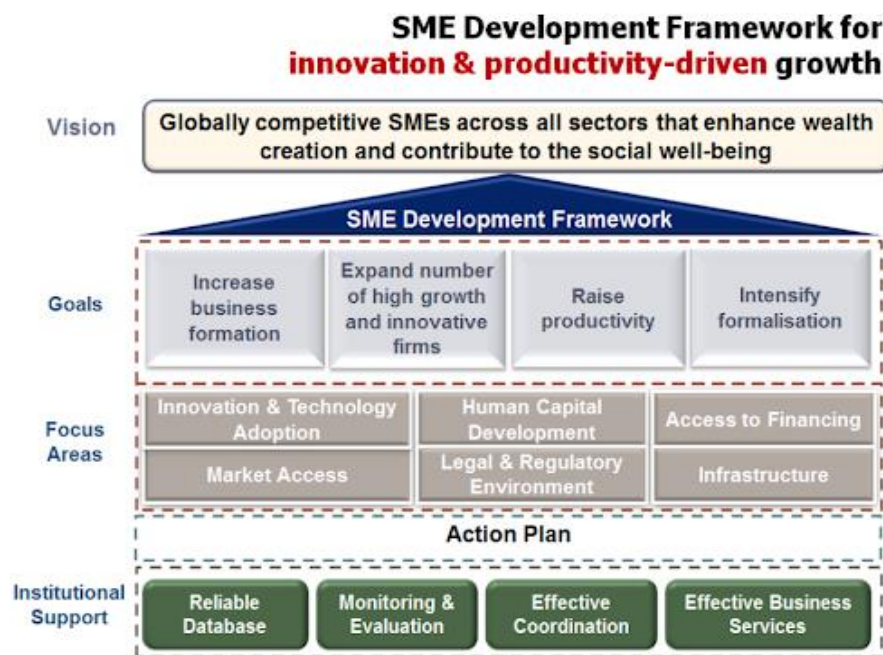 SME Development Framework for
innovation & productivity-driven growth
Vision
Globally competitive SMEs across all sectors that enhance wealth
creation and contribute to the social well-being
SME Development Framework
Goals
Increase
business
formation
Expand number
of high growth
and innovative
firms
Raise
productivity
Intensify
formalisation
Focus
Areas
Innovation & Technology
Adoption
Human Capital
Development
Access to Financing
Market Access
Legal & Regulatory
Environment
Infrastructure
Action Plan
Institutional
Support
Reliable
Database
Monitoring &
Evaluation
Effective
Coordination
Effective Business
Services